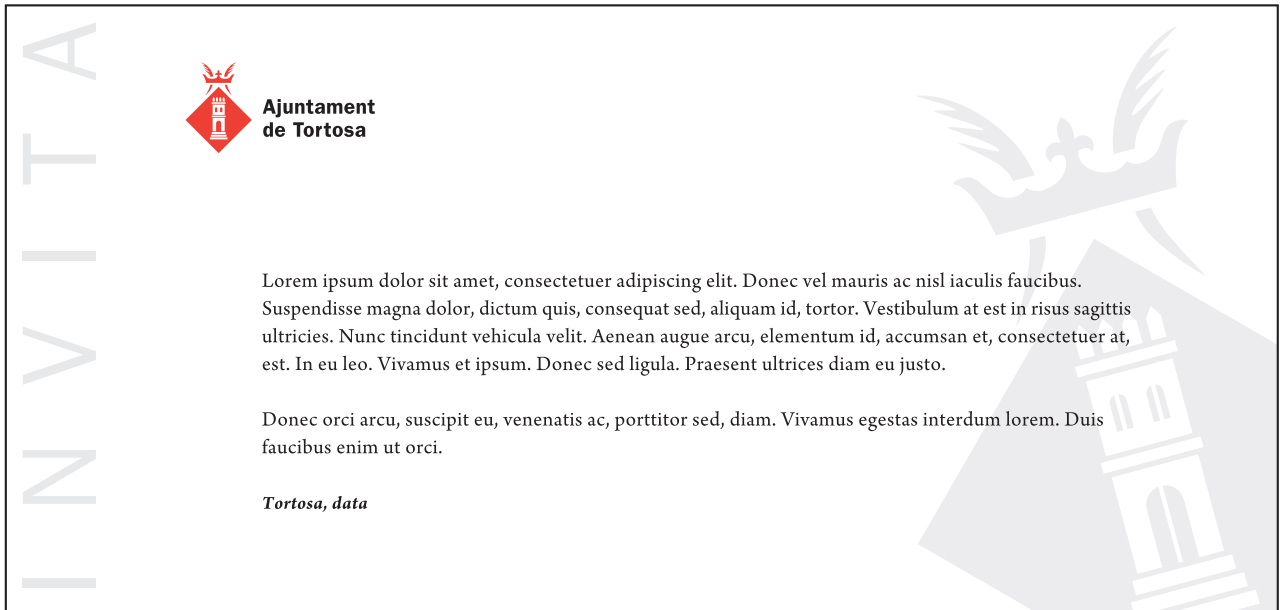 INVITA
Ajuntament
de Tortosa
Lorem ipsum dolor sit amet, consectetuer adipiscing elit. Donec vel mauris ac nisl iaculis faucibus.
Suspendisse magna dolor, dictum quis, consequat sed, aliquam id, tortor. Vestibulum at est in risus sagittis
ultricies. Nunc tincidunt vehicula velit. Aenean augue arcu, elementum id, accumsan et, consectetuer at,
est. In eu leo. Vivamus et ipsum. Donec sed ligula. Praesent ultrices diam eu justo.
Donec orci arcu, suscipit eu, venenatis ac, porttitor sed, diam. Vivamus egestas interdum lorem. Duis
faucibus enim ut orci.
Tortosa, data